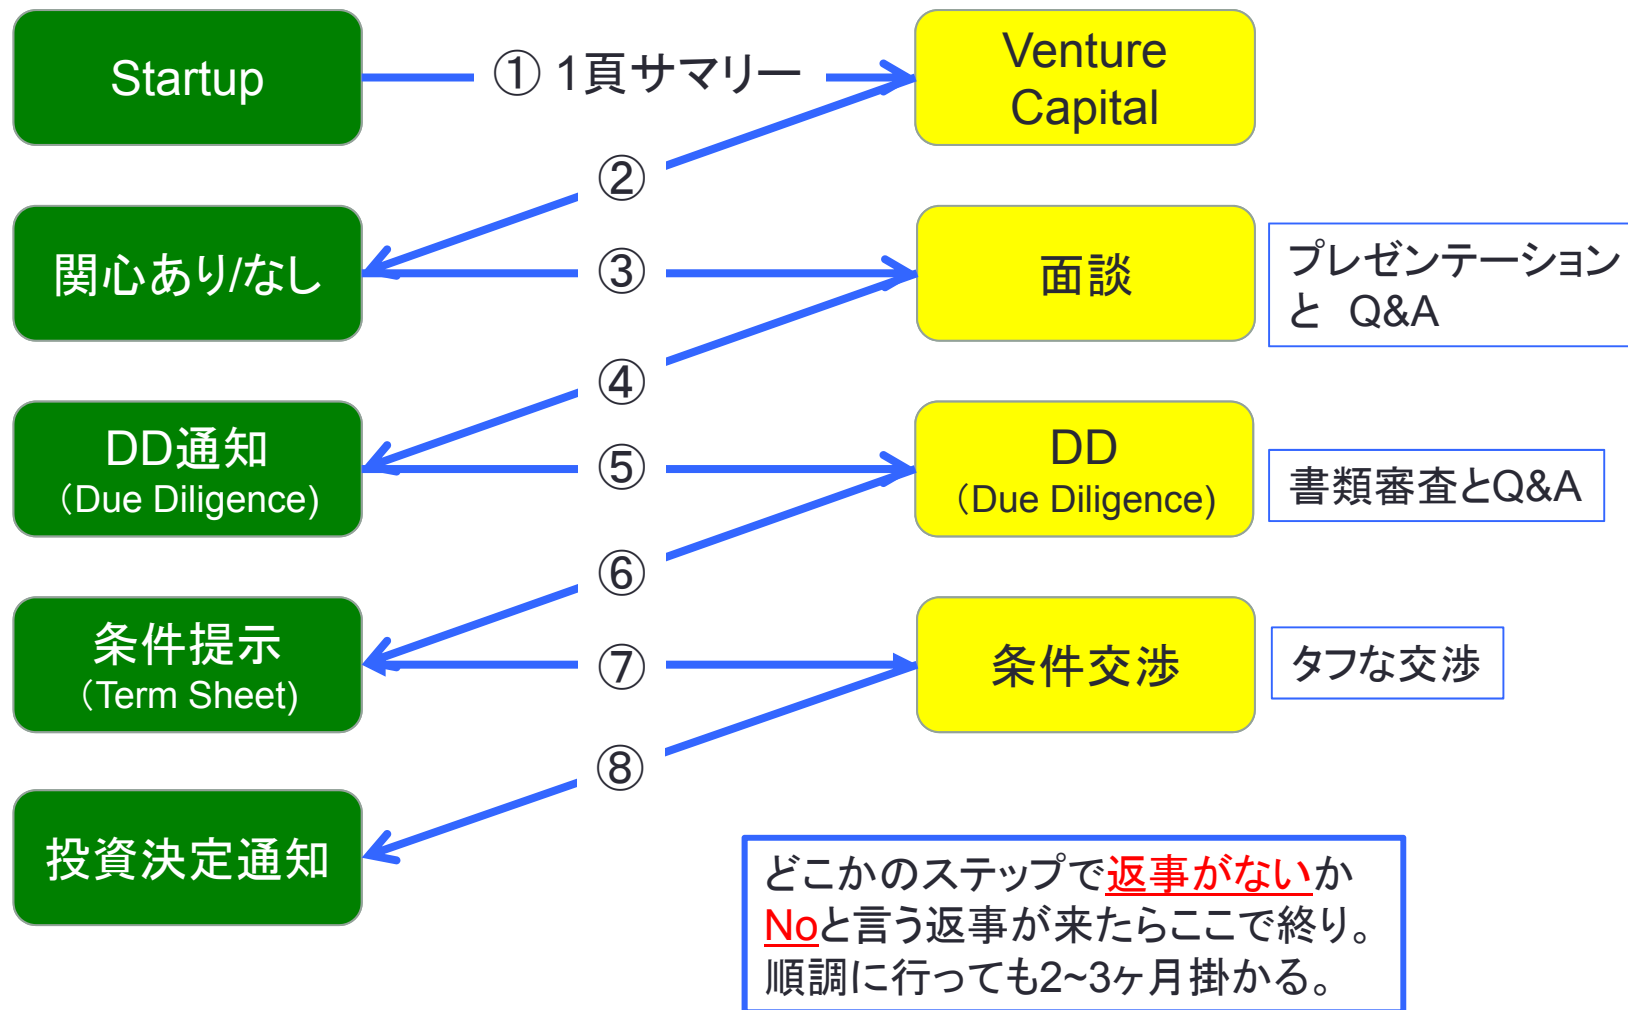 Startup
① 1頁サマリー
Venture
Capital
②
関心あり/なし
③
面談
プレゼンテーション
と Q&A
④
DD通知
（Due Diligence)
⑤
DD
（Due Diligence)
書類審査とQ&A
⑥
条件提示
（Term Sheet)
⑦
条件交渉
タフな交渉
⑧
投資決定通知
どこかのステップで返事がないか
Noと言う返事が来たらここで終り。
順調に行っても2~3ヶ月掛かる。